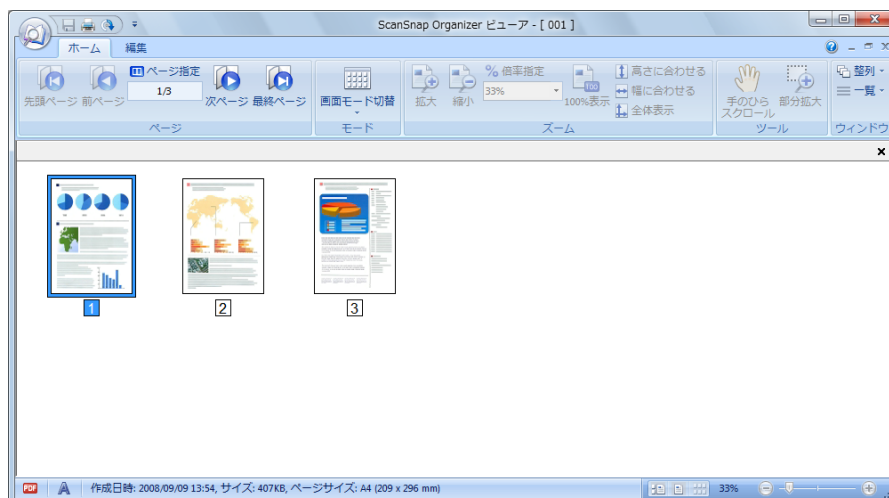 ScanSnap Organizer ビューア - [ 001 ]
ホーム 編集
先頭ページ 前ページ ページ指定 1/3 次ページ 最終ページ
ページ
画面モード切替
モード
拡大 縮小 % 倍率指定 33% 100 100%表示 高さに合わせる 幅に合わせる 全体表示
ズーム
手のひらスクロール 部分拡大
ツール
整列
一覧
ウィンドウ
1 2 3
PDF A 作成日時: 2008/09/09 13:54, サイズ: 407KB, ページサイズ: A4 (209 x 296 mm) 33%